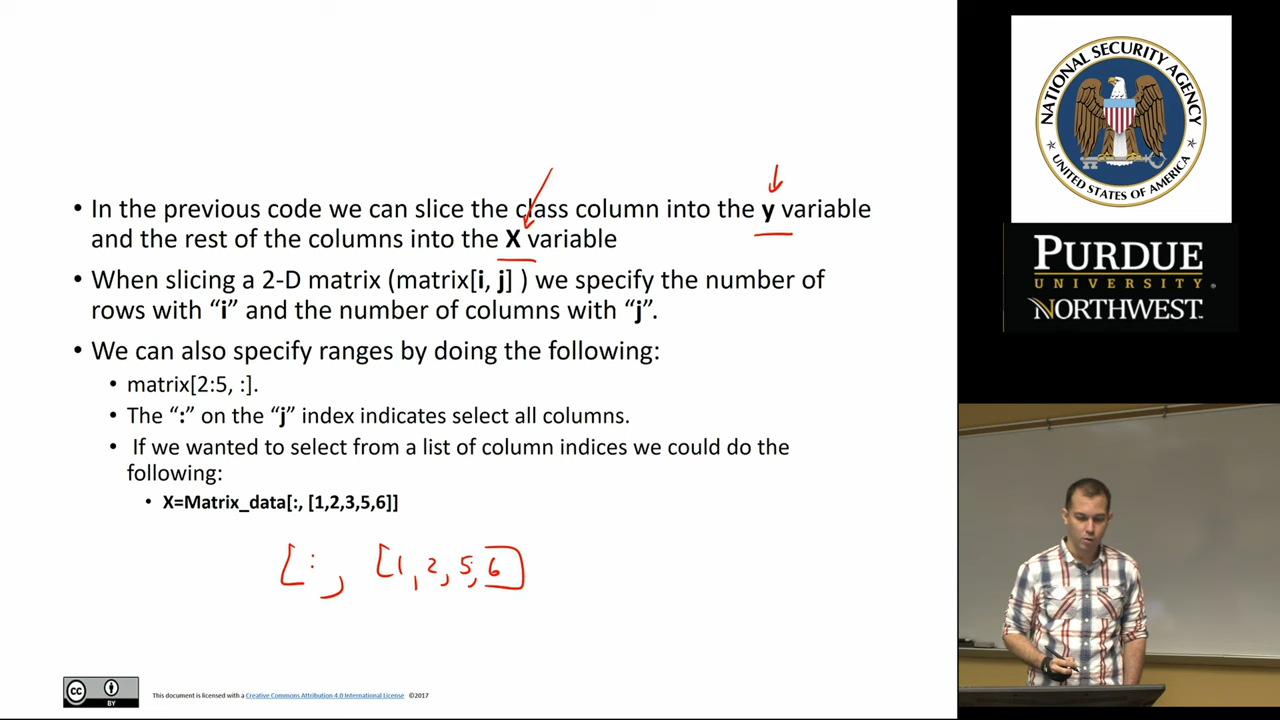 • In the previous code we can slice the class column into the y variable
and the rest of the columns into the X variable
• When slicing a 2-D matrix (matrix[i, j] ) we specify the number of
rows with “i” and the number of columns with “j”.
• We can also specify ranges by doing the following:
• matrix[2:5, :].
• The “:” on the “j” index indicates select all columns.
• If we wanted to select from a list of column indices we could do the
following:
• X=Matrix_data[:, [1,2,3,5,6]]
[:, [1,2,5,6]
cc BY
This document is licensed with a Creative Commons Attribution 4.0 International License ©2017
NATIONAL SECURITY AGENCY
UNITED STATES OF AMERICA
PURDUE
UNIVERSITY
NORTHWEST